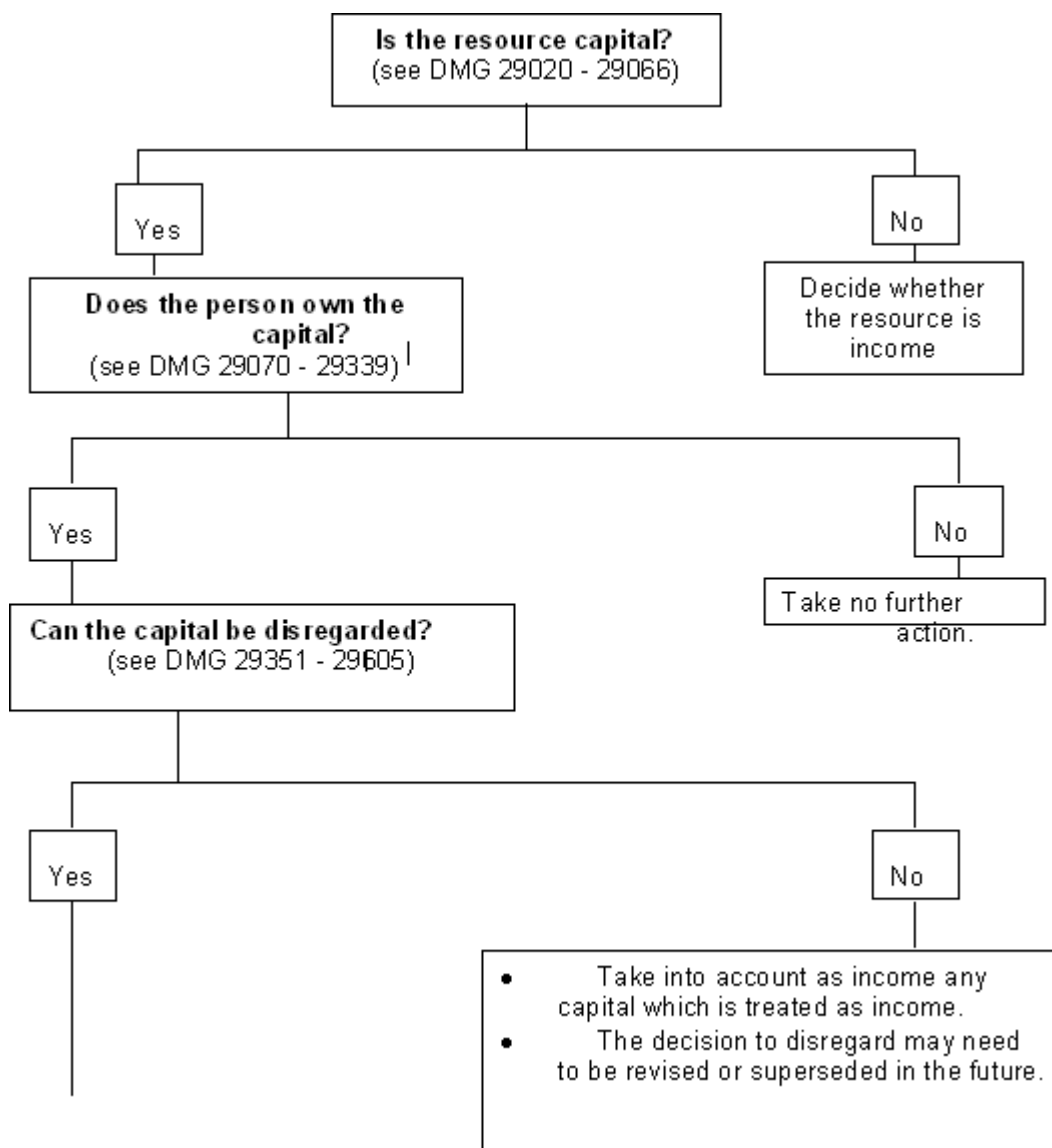 Is the resource capital?
(see DMG 29020 - 29066)
Yes
No
Does the person own the
capital?
(see DMG 29070 - 29339)
Decide whether
the resource is
income
Yes
No
Can the capital be disregarded?
(see DMG 29351 - 29605)
Take no further
action.
Yes
No
• Take into account as income any
capital which is treated as income.
• The decision to disregard may need
to be revised or superseded in the future.